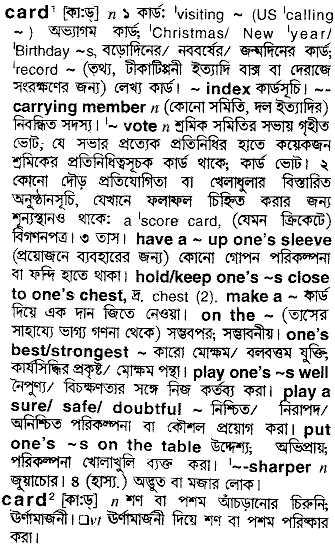 card¹ [কা:ড্] n ১ কার্ড: ˈvisiting ~ (US ˈcalling
~) অভ্যাগম কার্ড, ˈChristmas/ New ˈyear/
ˈBirthday ~s, বড়োদিনের/ নববর্ষের/ জন্মদিনের কার্ড;
ˈrecord ~ (তথ্য, টীকাটিপ্পনী ইত্যাদি বাক্স বা দেরাজে
সংরক্ষণের জন্য) লেখ্য কার্ড। ~ index কার্ডসূচি। ~-
carrying member n (কোনো সমিতি, দল ইত্যাদির)
নিবন্ধিত সদস্য। ˈ~ vote n শ্রমিক সমিতির সভায় গৃহীত
ভোট, যে সভার প্রত্যেক প্রতিনিধির হাতে কয়েকজন
শ্রমিকের প্রতিনিধিত্বসূচক কার্ড থাকে; কার্ড ভোট। ২
কোনো দৌড় প্রতিযোগিতা বা খেলাধুলার বিস্তারিত
অনুষ্ঠানসূচি, যেখানে ফলাফল চিহ্নিত করার জন্য
শূন্যস্থানও থাকে: a ˈscore card, (যেমন ক্রিকেটে)
বিগণনপত্র। ৩ তাস। have a ~ up one's sleeve
(প্রয়োজনে ব্যবহারের জন্য) কোনো গোপন পরিকল্পনা
বা ফন্দি হাতে থাকা। hold/keep one's ~s close
to one's chest, দ্র. chest (2). make a ~ কার্ড
দিয়ে এক দান জিতে নেওয়া। on the ~ (তাসের
সাহায্যে ভাগ্য গণনা থেকে) সম্ভবপর; সম্ভাবনীয়। one's
best/strongest ~ কারো মোক্ষম/ বলবত্তম যুক্তি,
কার্যসিদ্ধির প্রকৃষ্ট/ মোক্ষম পন্থা। play one's ~s well
নৈপুণ্য/ বিচক্ষণতার সঙ্গে নিজ কর্তব্য করা। play a
sure/ safe/ doubtful ~ নিশ্চিত/ নিরাপদ/
অনিশ্চিত পরিকল্পনা বা কৌশল প্রয়োগ করা। put
one's ~s on the table উদ্দেশ্য; অভিপ্রায়;
পরিকল্পনা খোলাখুলি ব্যক্ত করা। ˈ~-sharper n
জুয়াচোর। ৪ (হাস্য.) অদ্ভুত বা মজার লোক।
card² [কা:ড্] n শণ বা পশম আঁচড়ানোর চিরুনি;
ঊর্ণামার্জনী। □vt ঊর্ণামার্জনী দিয়ে শণ বা পশম পরিষ্কার
করা।